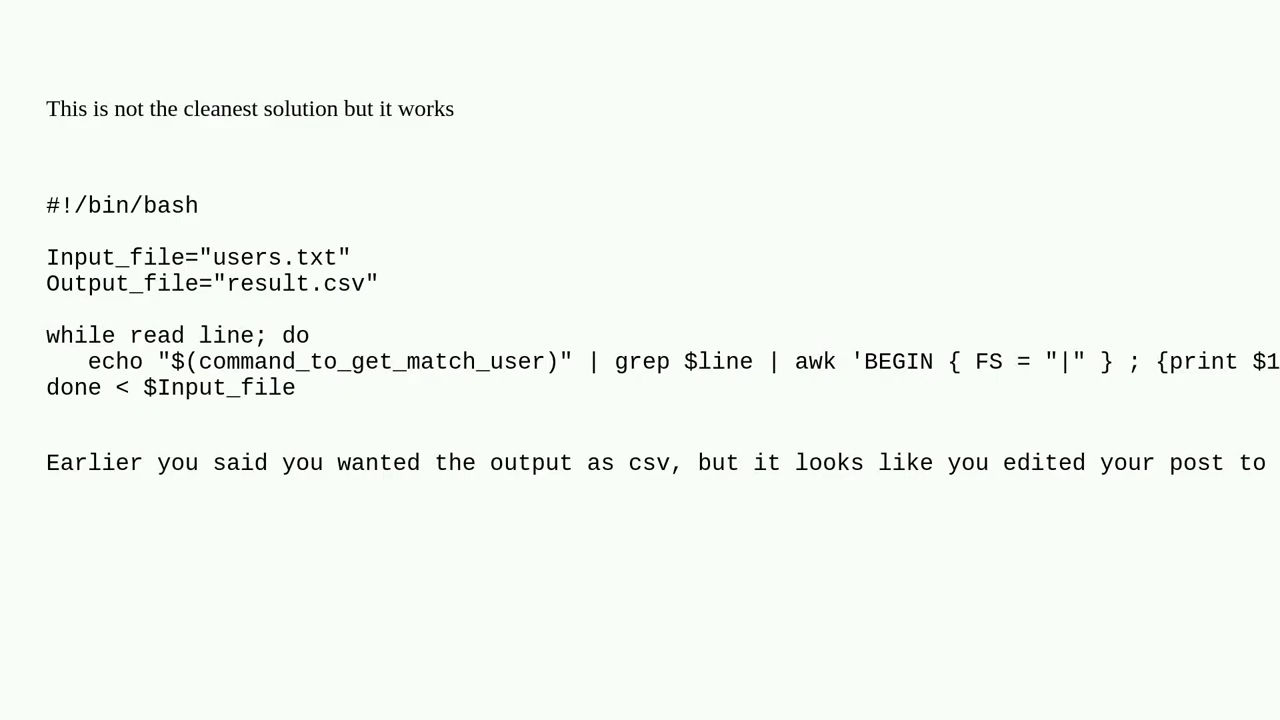 This is not the cleanest solution but it works
#!/bin/bash
Input_file="users.txt"
Output_file="result.csv"
while read line; do
   echo "$(command_to_get_match_user)" | grep $line | awk 'BEGIN { FS = "|" } ; {print $1
done < $Input_file
Earlier you said you wanted the output as csv, but it looks like you edited your post to